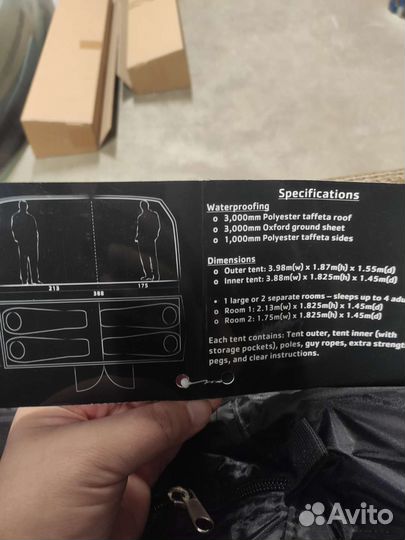 Specifications
Waterproofing
o 3,000mm Polyester taffeta roof
o 3,000mm Oxford ground sheet
o 1,000mm Polyester taffeta sides
Dimensions
o Outer tent: 3.98m(w) x 1.87m(h) x 1.55m(d)
o Inner tent: 3.88m(w) x 1.825m(h) x 1.45m(d)
• 1 large or 2 separate rooms – sleeps up to 4
o Room 1: 2.13m(w) x 1.825m(h) x 1.45m(d)
o Room 2: 1.75m(w) x 1.825m(h) x 1.45m(d)
Each tent contains: Tent outer, tent inner (with
storage pockets), poles, guy ropes, extra
pegs, and clear instructions.
213 175
388
Avito